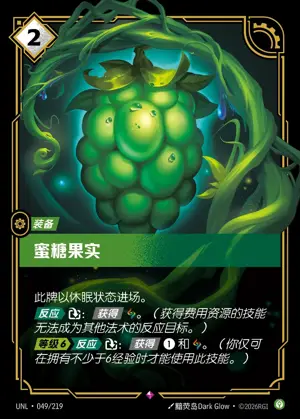 2
装备
蜜糖果实
此牌以休眠状态进场。
反应 : 获得 。（获得费用资源的技能
无法成为其他法术的反应目标。）
等级 6 反应 : 获得 1 和 。（你仅可
在拥有不少于6经验时才能使用此技能。）
UNL • 049/219
黯荧岛Dark Glow • ©2026RGI